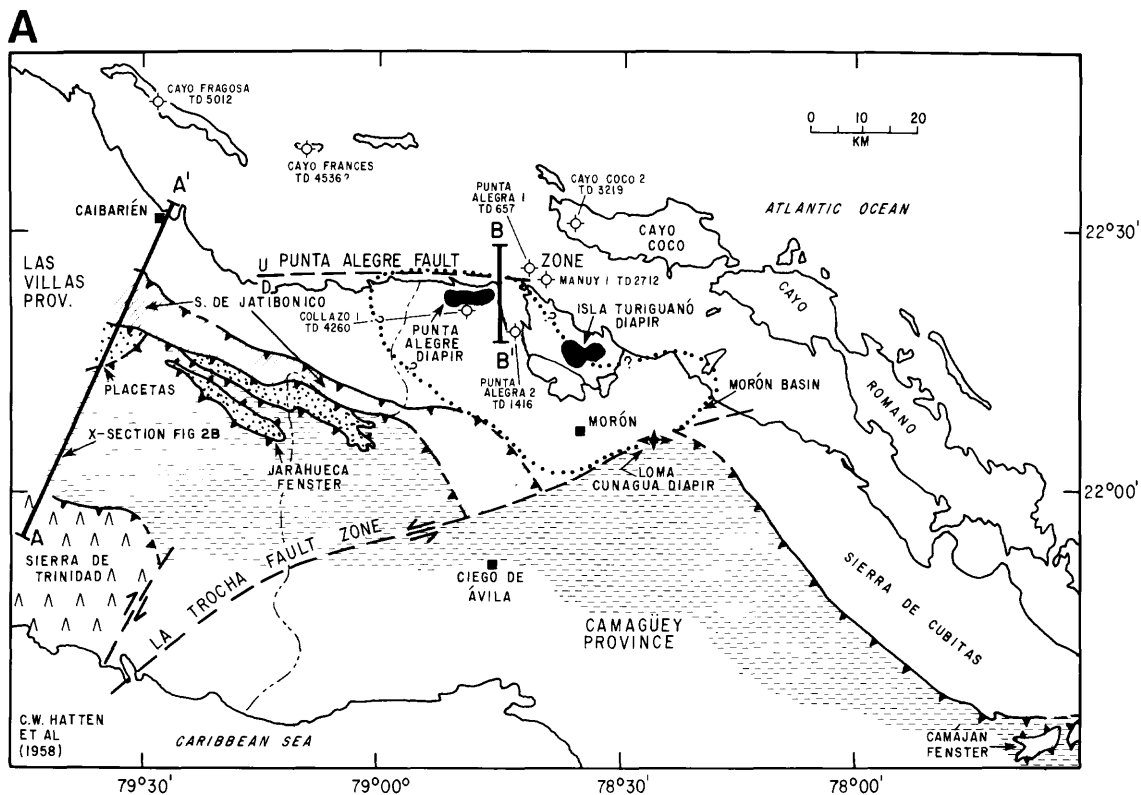 A
CAYO FRAGOSA
TD 5012
CAYO FRANCES
TD 4536?
0 10 20
KM
CAIBARIÉN
A'
PUNTA
ALEGRA 1
TD 657
CAYO COCO 2
TD 3219
ATLANTIC OCEAN
CAYO
COCO
22°30'
LAS
VILLAS
PROV.
U
D
PUNTA ALEGRE FAULT
ZONE
B
MANUY 1 TD 2712
CAYO
ROMANO
S. DE JATIBONICO
COLLAZO 1
TD 4260
PUNTA
ALEGRE
DIAPIR
?
ISLA TURIGUANÓ
DIAPIR
?
B'
PUNTA
ALEGRA 2
TD 1416
PLACETAS
MORÓN BASIN
MORÓN
X-SECTION FIG 2B
JARAHUECA
FENSTER
LOMA
CUNAGUA DIAPIR
22°00'
A
SIERRA DE
TRINIDAD
LA TROCHA FAULT ZONE
CIEGO DE
ÁVILA
CAMAGÜEY
PROVINCE
SIERRA DE CUBITAS
C.W. HATTEN
ET AL
(1958)
CARIBBEAN SEA
CAMÁJAN
FENSTER
79°30'
79°00'
78°30'
78°00'